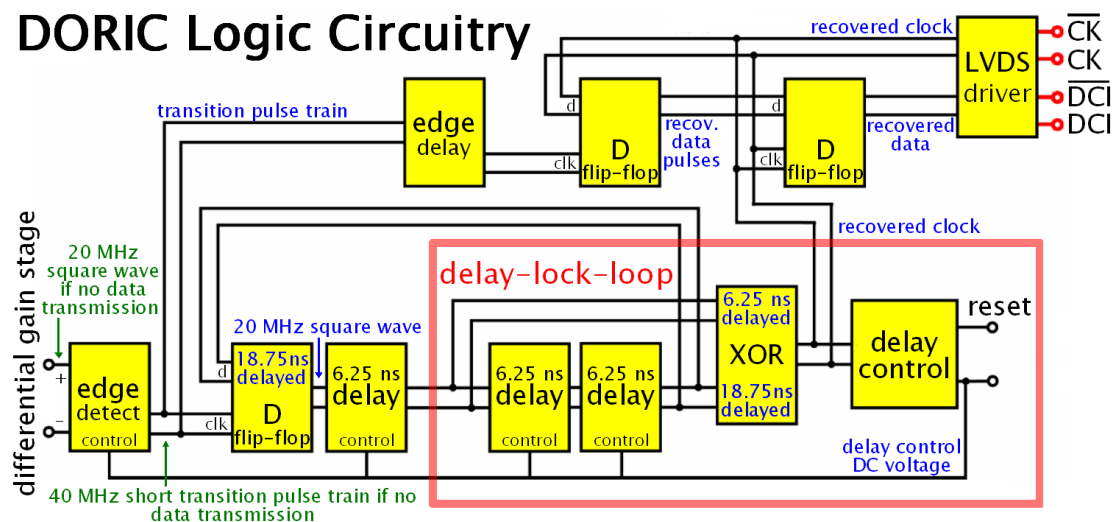 DORIC Logic Circuitry
recovered clock
LVDS
driver
CK
CK
DCI
DCI
transition pulse train
edge
delay
d
clk
D
flip-flop
recov.
data
pulses
d
clk
D
flip-flop
recovered
data
recovered clock
differential gain stage
20 MHz
square wave
if no data
transmission
delay-lock-loop
6.25 ns
delayed
XOR
18.75ns
delayed
reset
delay
control
20 MHz square wave
+
−
edge
detect
control
d
clk
18.75ns
delayed
D
flip-flop
6.25 ns
delay
control
6.25 ns
delay
control
6.25 ns
delay
control
delay control
DC voltage
40 MHz short transition pulse train if no
data transmission